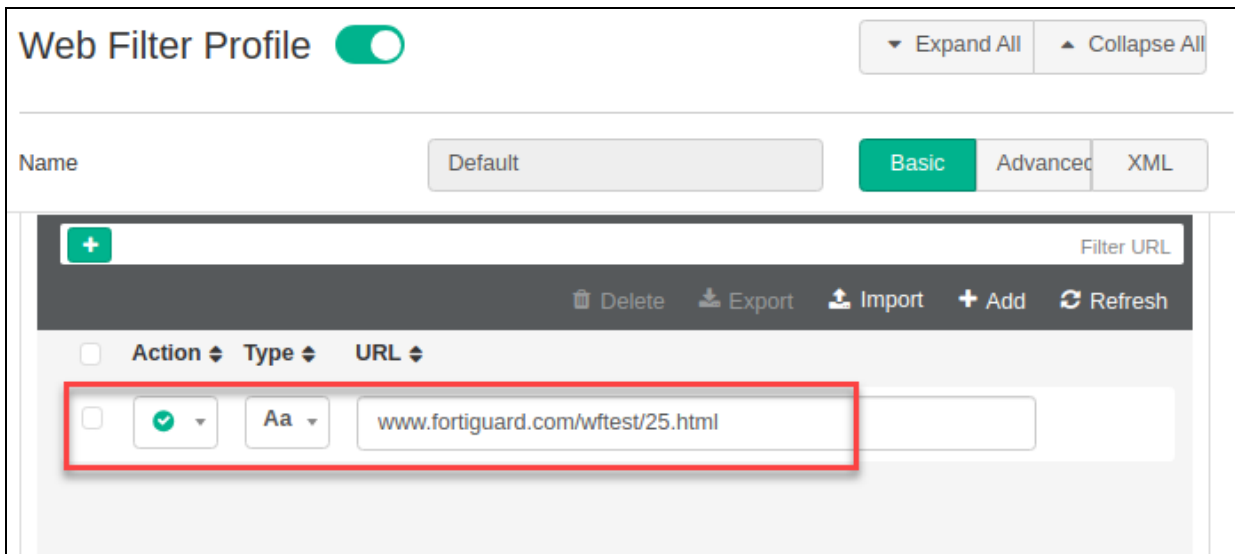 Web Filter Profile
Expand All
Collapse All
Name
Default
Basic
Advanced
XML
Filter URL
Delete
Export
Import
Add
Refresh
Action
Type
URL
Aa
www.fortiguard.com/wftest/25.html